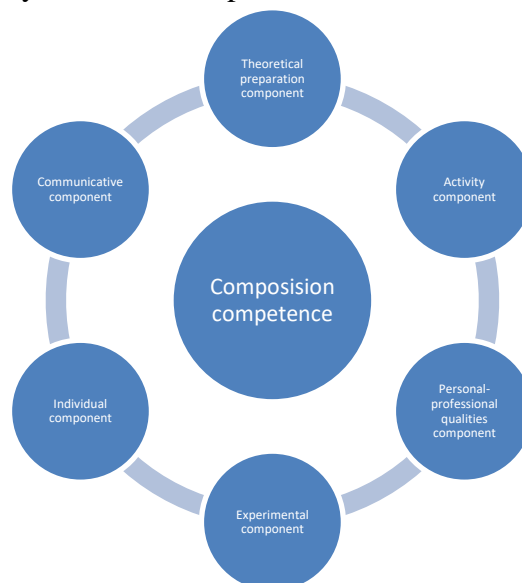 Theoretical
preparation
component
Communicative
component
Activity
component
Composision
competence
Individual
component
Personal-
professional
qualities
component
Experimental
component